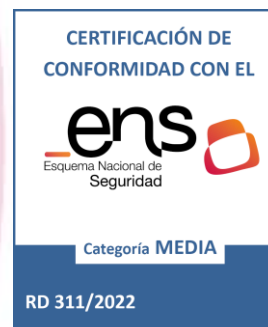 CERTIFICACIÓN DE
CONFORMIDAD CON EL
ens
Esquema Nacional de
Seguridad
Categoría MEDIA
RD 311/2022